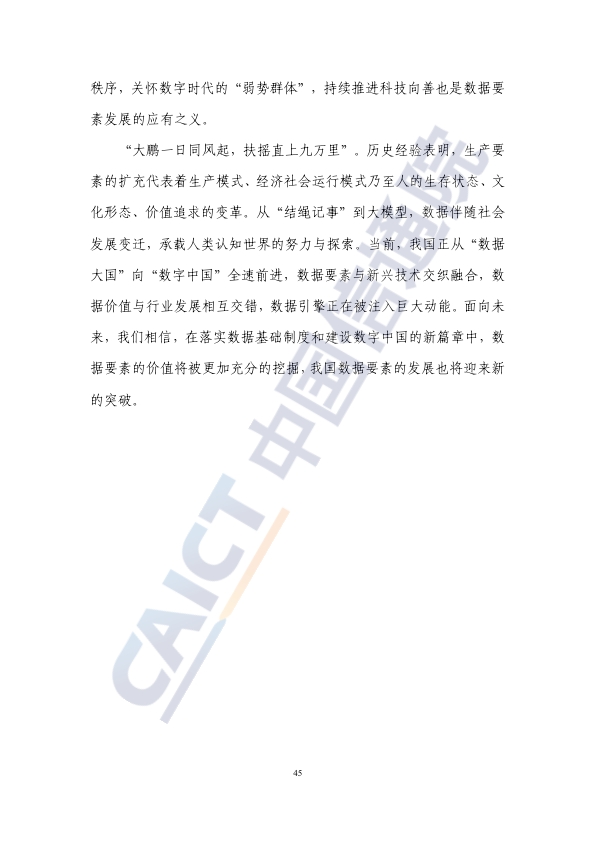 秩序，关怀数字时代的“弱势群体”，持续推进科技向善也是数据要
素发展的应有之义。
“大鹏一日同风起，扶摇直上九万里”。历史经验表明，生产要
素的扩充代表着生产模式、经济社会运行模式乃至人的生存状态、文
化形态、价值追求的变革。从“结绳记事”到大模型，数据伴随社会
发展变迁，承载人类认知世界的努力与探索。当前，我国正从“数据
大国”向“数字中国”全速前进，数据要素与新兴技术交织融合，数
据价值与行业发展相互交错，数据引擎正在被注入巨大动能。面向未
来，我们相信，在落实数据基础制度和建设数字中国的新篇章中，数
据要素的价值将被更加充分的挖掘，我国数据要素的发展也将迎来新
的突破。
CAICT 中国信通院
45